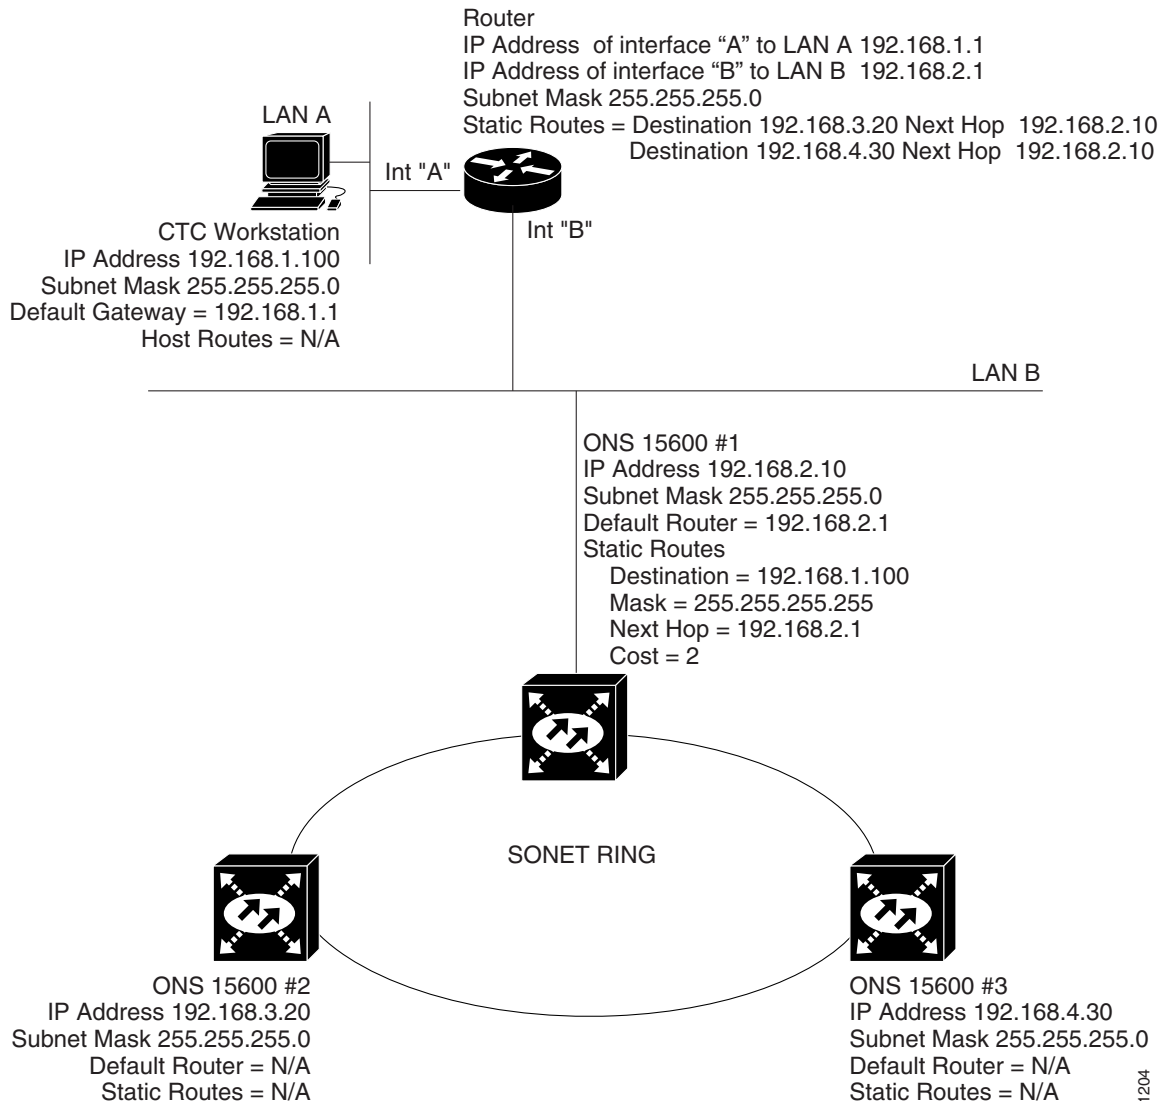 Router
IP Address of interface “A” to LAN A 192.168.1.1
IP Address of interface “B” to LAN B 192.168.2.1
Subnet Mask 255.255.255.0
Static Routes = Destination 192.168.3.20 Next Hop 192.168.2.10
Destination 192.168.4.30 Next Hop 192.168.2.10
LAN A
Int "A"
Int "B"
CTC Workstation
IP Address 192.168.1.100
Subnet Mask 255.255.255.0
Default Gateway = 192.168.1.1
Host Routes = N/A
LAN B
ONS 15600 #1
IP Address 192.168.2.10
Subnet Mask 255.255.255.0
Default Router = 192.168.2.1
Static Routes
Destination = 192.168.1.100
Mask = 255.255.255.255
Next Hop = 192.168.2.1
Cost = 2
SONET RING
ONS 15600 #2
IP Address 192.168.3.20
Subnet Mask 255.255.255.0
Default Router = N/A
Static Routes = N/A
ONS 15600 #3
IP Address 192.168.4.30
Subnet Mask 255.255.255.0
Default Router = N/A
Static Routes = N/A
1204